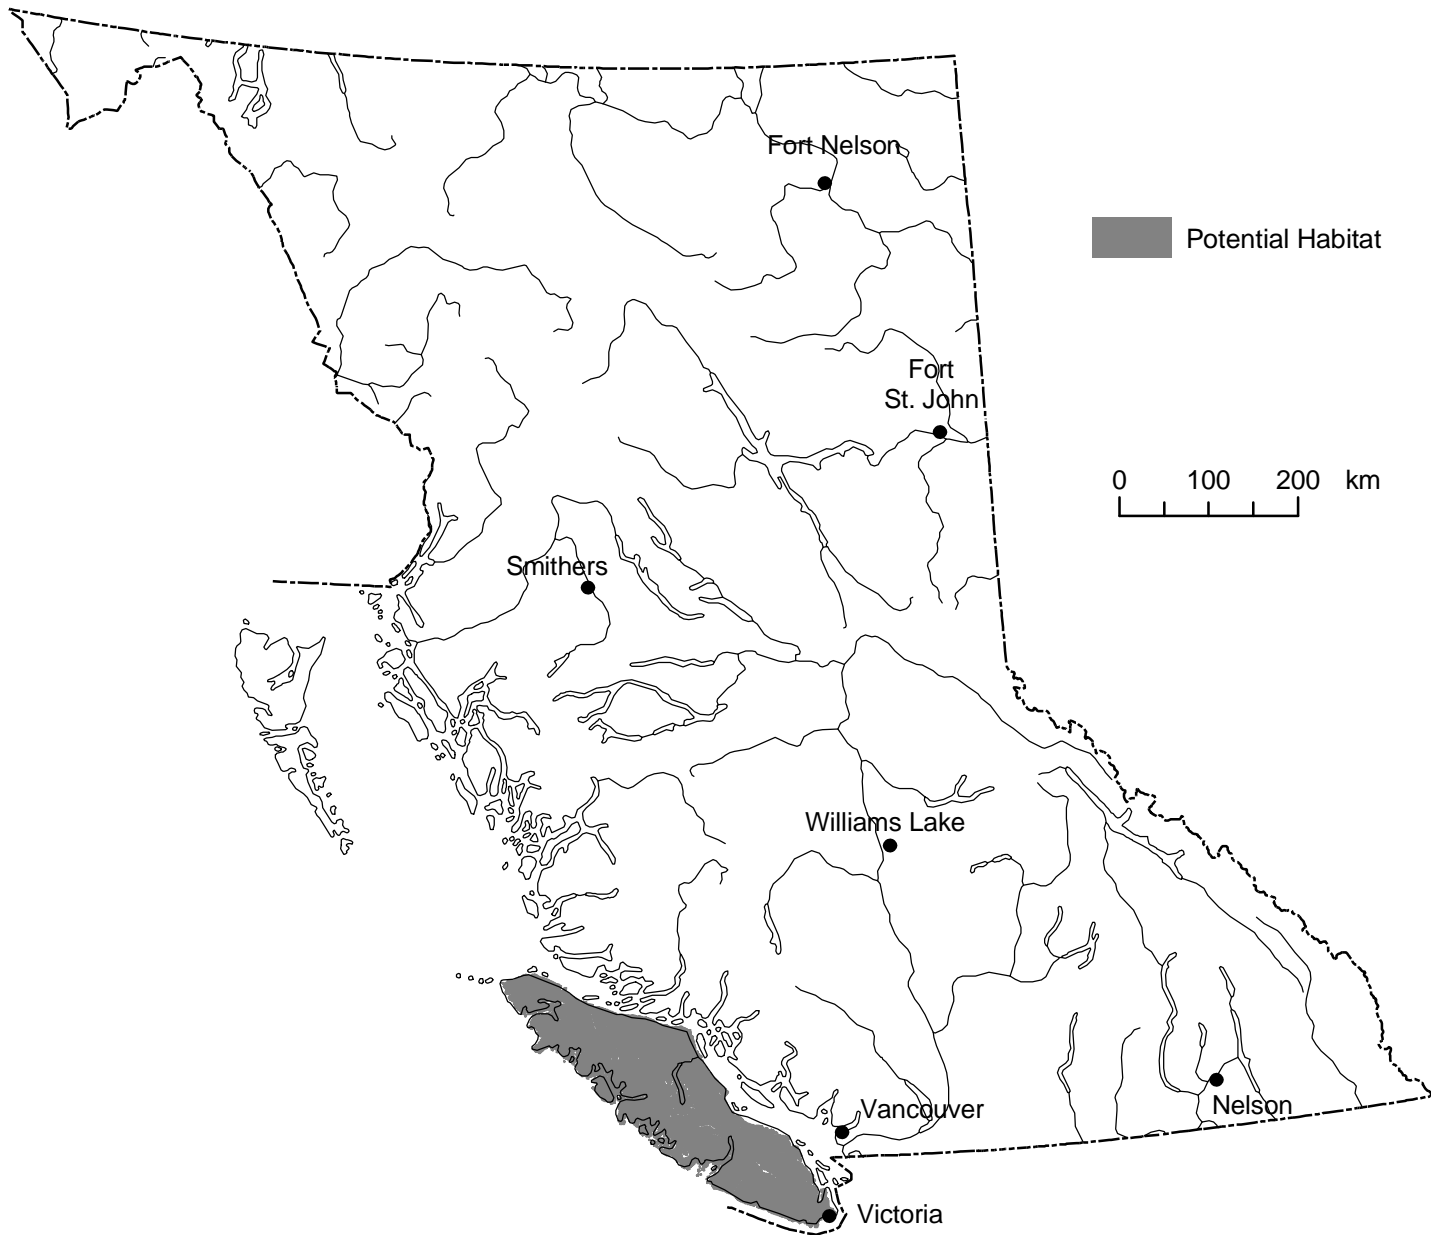 Fort Nelson
Potential Habitat
Fort
St. John
0 100 200 km
Smithers
Williams Lake
Vancouver
Nelson
Victoria